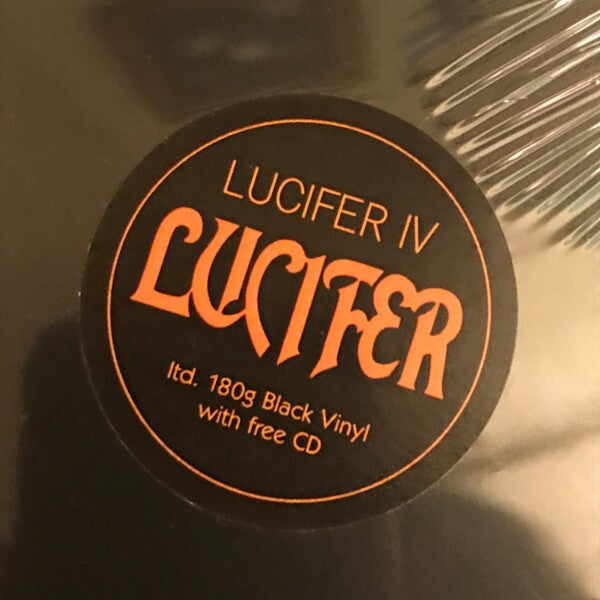 LUCIFER IV
LUCIFER
ltd. 180g Black Vinyl
with free CD